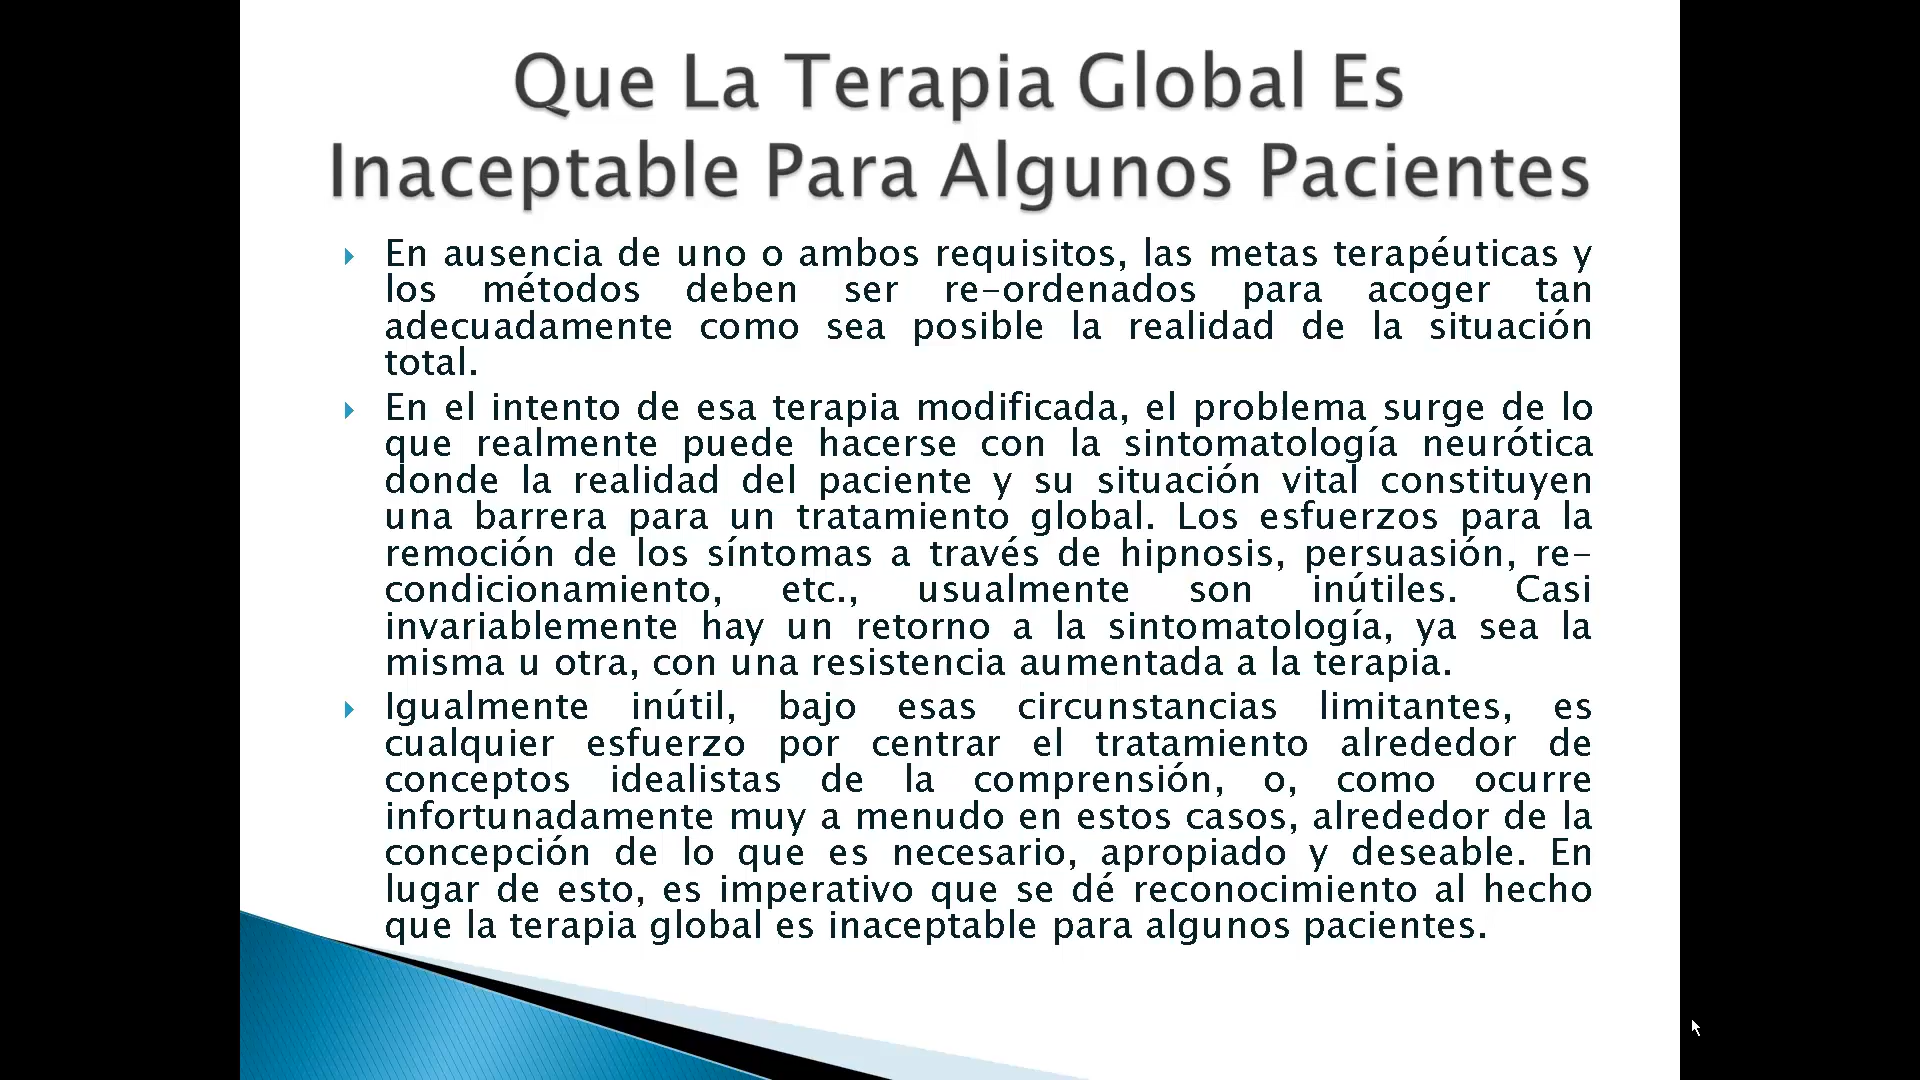 Que La Terapia Global Es
Inaceptable Para Algunos Pacientes
En ausencia de uno o ambos requisitos, las metas terapéuticas y
los métodos deben ser re-ordenados para acoger tan
adecuadamente como sea posible la realidad de la situación
total.
En el intento de esa terapia modificada, el problema surge de lo
que realmente puede hacerse con la sintomatología neurótica
donde la realidad del paciente y su situación vital constituyen
una barrera para un tratamiento global. Los esfuerzos para la
remoción de los síntomas a través de hipnosis, persuasión, re-
condicionamiento, etc., usualmente son inútiles. Casi
invariablemente hay un retorno a la sintomatología, ya sea la
misma u otra, con una resistencia aumentada a la terapia.
Igualmente inútil, bajo esas circunstancias limitantes, es
cualquier esfuerzo por centrar el tratamiento alrededor de
conceptos idealistas de la comprensión, o, como ocurre
infortunadamente muy a menudo en estos casos, alrededor de la
concepción de lo que es necesario, apropiado y deseable. En
lugar de esto, es imperativo que se dé reconocimiento al hecho
que la terapia global es inaceptable para algunos pacientes.